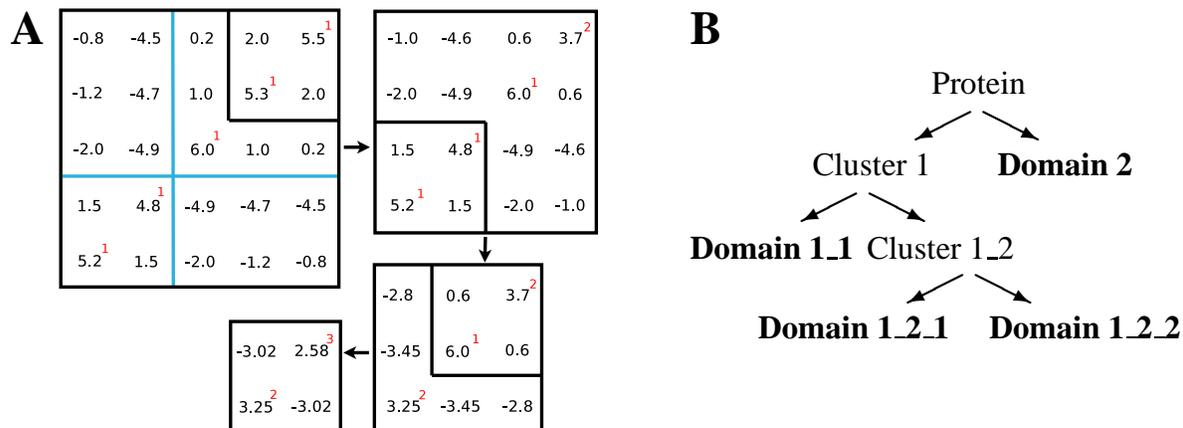 A
-0.8 -4.5 0.2 2.0 5.5 1
-1.2 -4.7 1.0 5.3 1 2.0
-2.0 -4.9 6.0 1 1.0 0.2
1.5 4.8 1 -4.9 -4.7 -4.5
5.2 1 1.5 -2.0 -1.2 -0.8
-1.0 -4.6 0.6 3.7 2
-2.0 -4.9 6.0 1 0.6
1.5 4.8 1 -4.9 -4.6
5.2 1 1.5 -2.0 -1.0
-2.8 0.6 3.7 2
-3.45 6.0 1 0.6
3.25 2 -3.45 -2.8
-3.02 2.58 3
3.25 2 -3.02
B
Protein
Cluster 1 Domain 2
Domain 1_1 Cluster 1_2
Domain 1_2_1 Domain 1_2_2